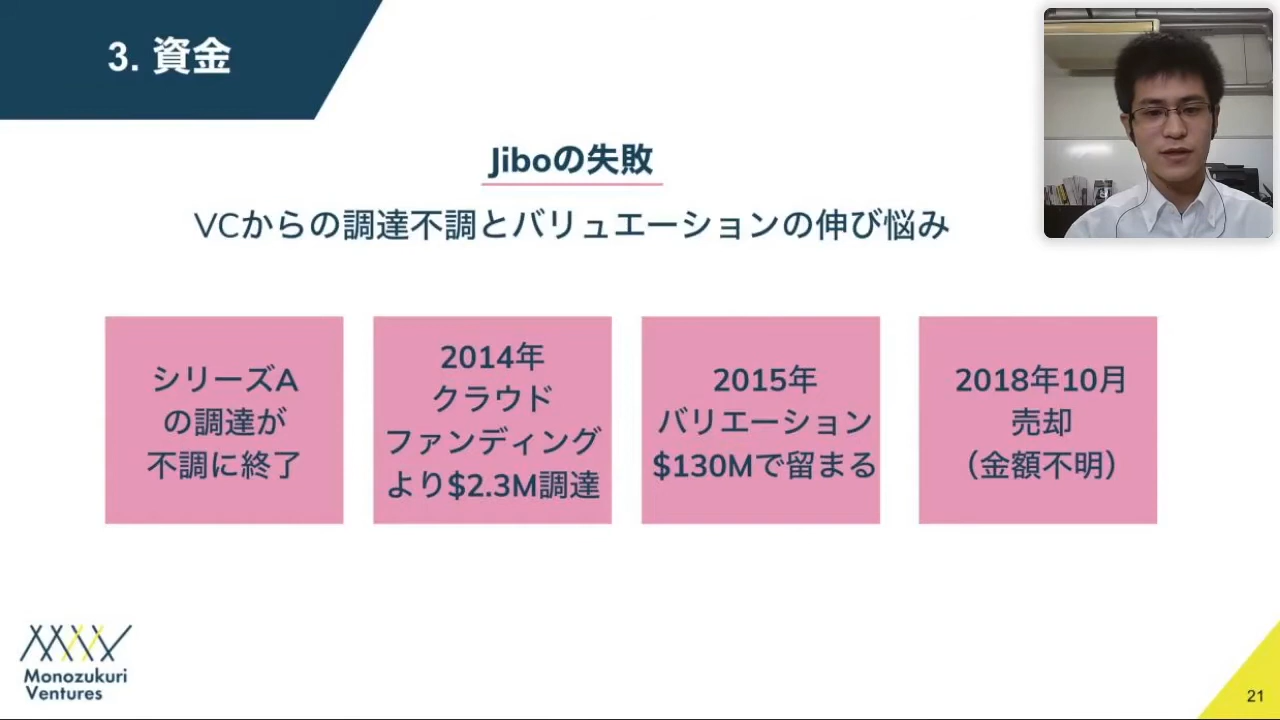 3. 資金
Jiboの失敗
VCからの調達不調とバリュエーションの伸び悩み
シリーズA
の調達が
不調に終了
2014年
クラウド
ファンディング
より$2.3M調達
2015年
バリエーション
$130Mで留まる
2018年10月
売却
（金額不明）
Monozukuri
Ventures
21